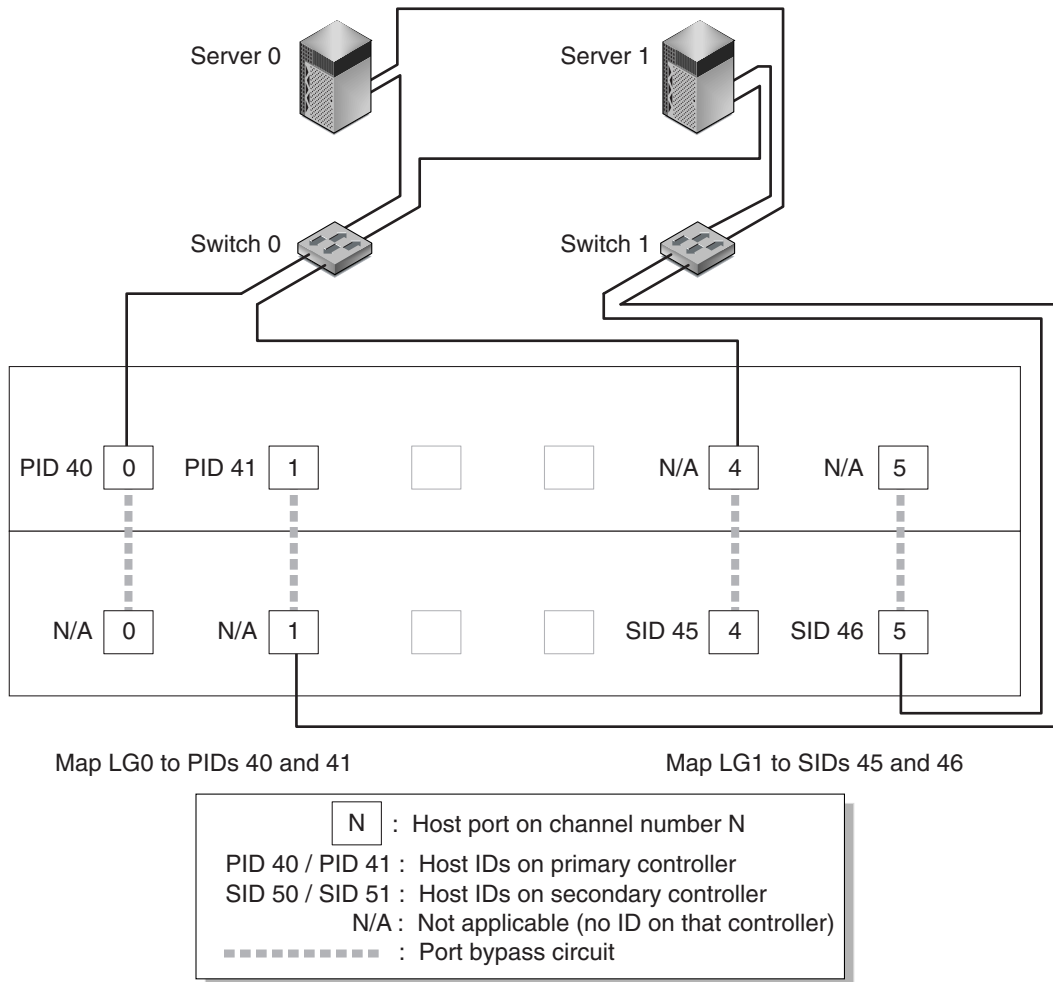 Server 0
Server 1
Switch 0
Switch 1
PID 40 0 PID 41 1 N/A 4 N/A 5
N/A 0 N/A 1 SID 45 4 SID 46 5
Map LG0 to PIDs 40 and 41
Map LG1 to SIDs 45 and 46
N : Host port on channel number N
PID 40 / PID 41 : Host IDs on primary controller
SID 50 / SID 51 : Host IDs on secondary controller
N/A : Not applicable (no ID on that controller)
: Port bypass circuit